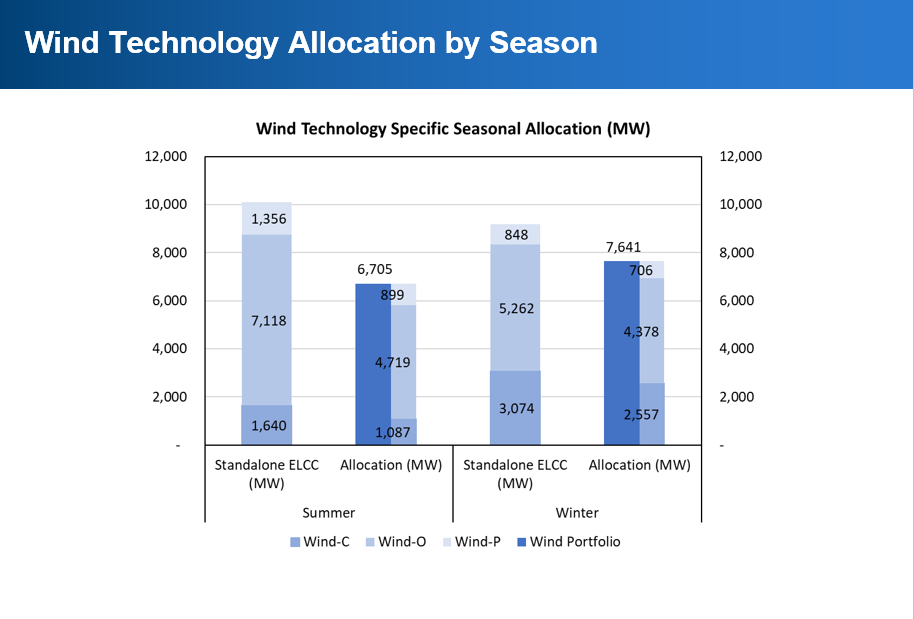 Wind Technology Allocation by Season
Wind Technology Specific Seasonal Allocation (MW)
12,000
12,000
10,000
10,000
1,356
848
7,641
8,000
8,000
6,705
706
899
6,000
6,000
5,262
7,118
4,378
4,000
4,000
4,719
2,000
2,000
3,074
2,557
1,640
1,087
-
-
Standalone ELCC
(MW)
Allocation (MW)
Standalone ELCC
(MW)
Allocation (MW)
Summer
Winter
Wind-C
Wind-O
Wind-P
Wind Portfolio